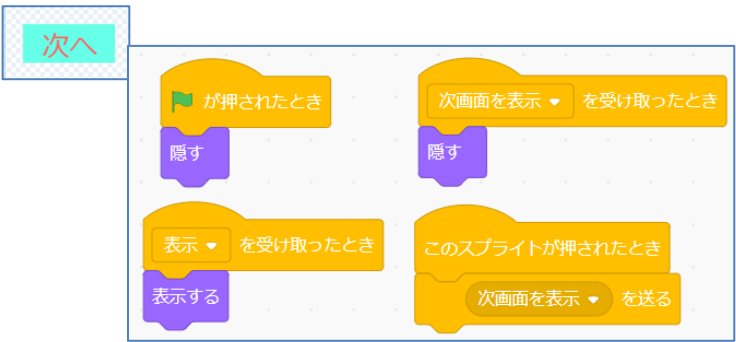 次へ
が押されたとき
隠す
次画面を表示 を受け取ったとき
隠す
表示 を受け取ったとき
表示する
このスプライトが押されたとき
次画面を表示 を送る